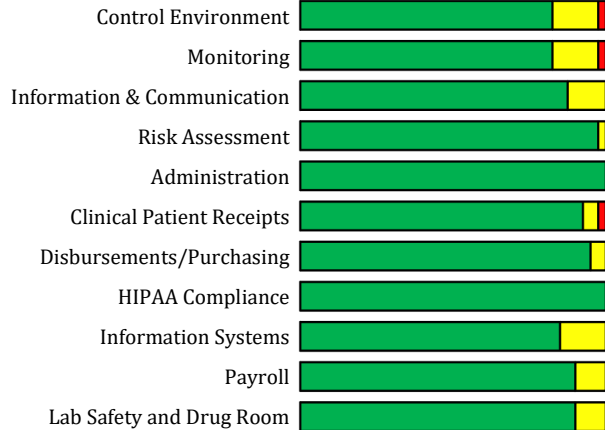 Control Environment
Monitoring
Information & Communication
Risk Assessment
Administration
Clinical Patient Receipts
Disbursements/Purchasing
HIPAA Compliance
Information Systems
Payroll
Lab Safety and Drug Room